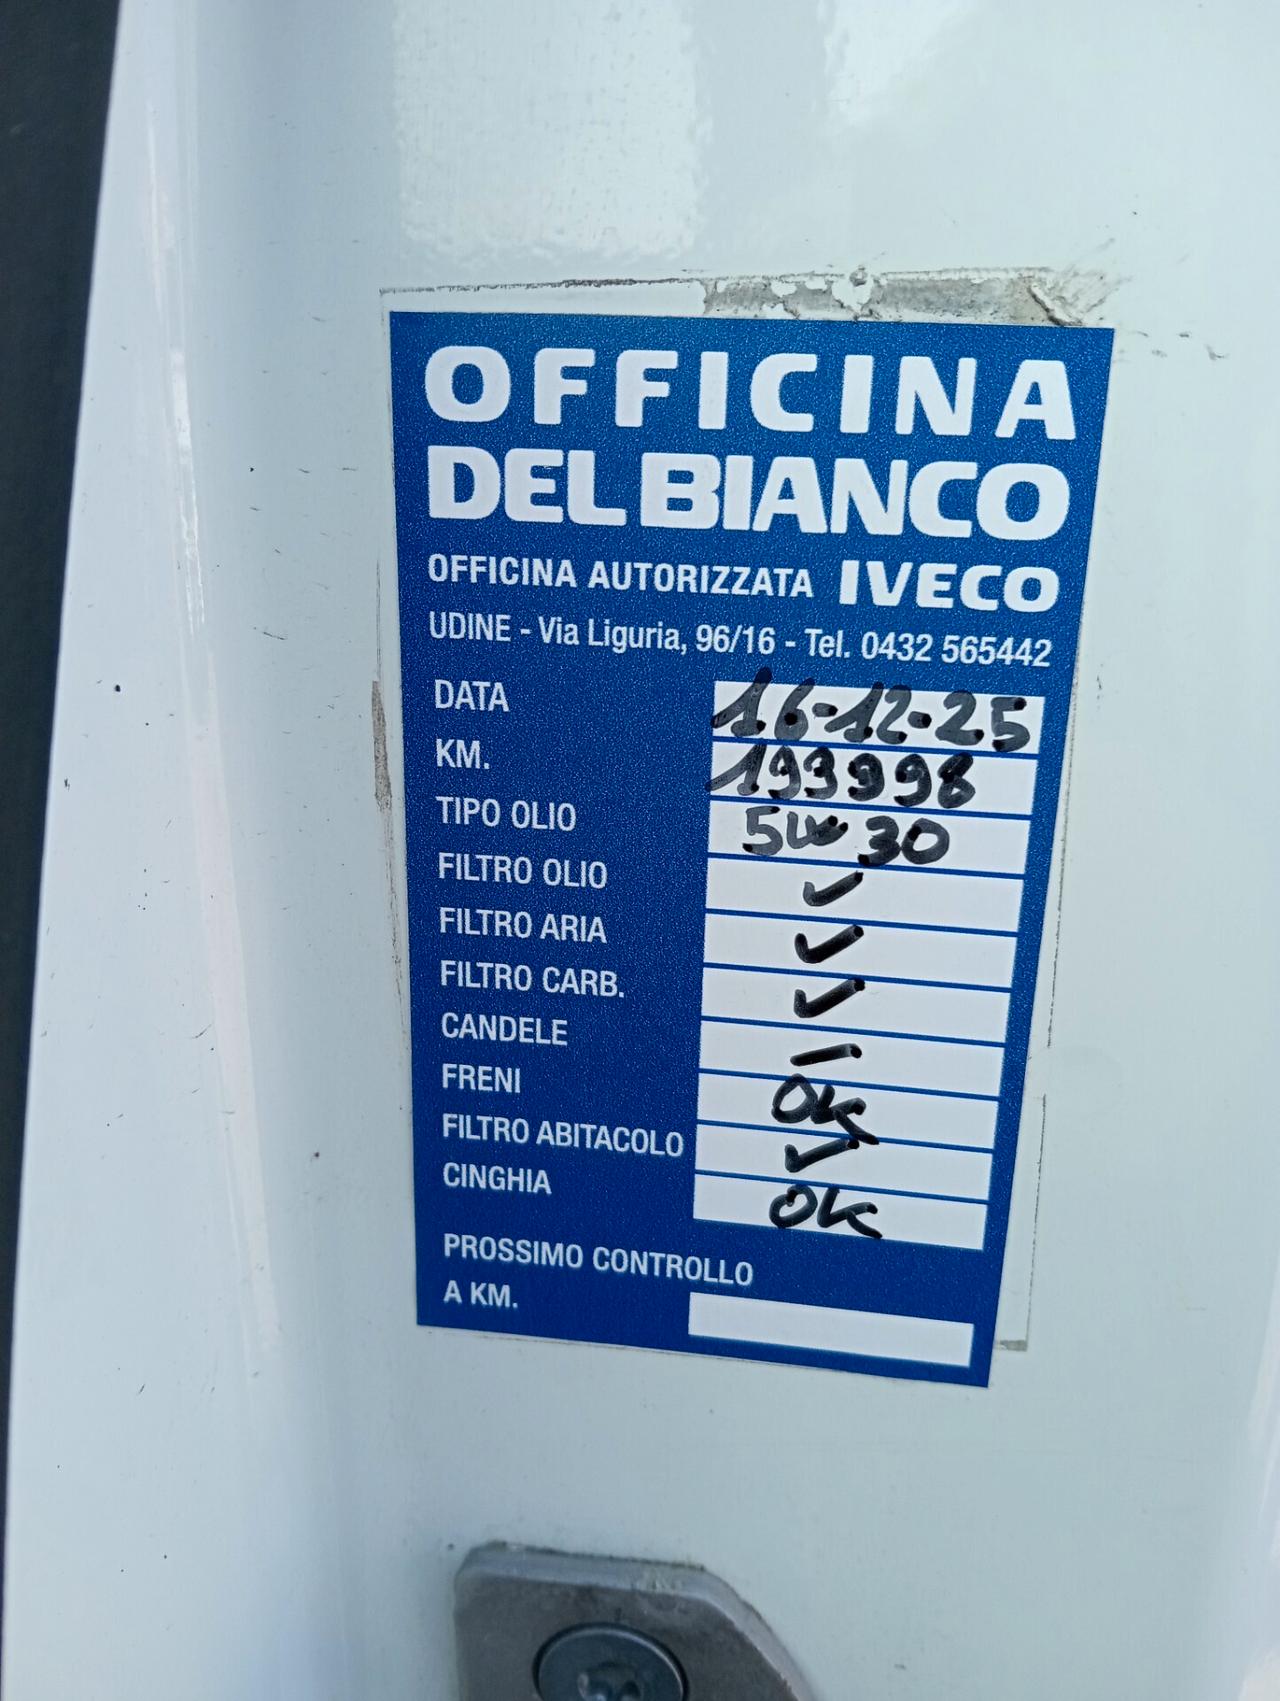 OFFICINA
DEL BIANCO
OFFICINA AUTORIZZATA IVECO
UDINE - Via Liguria, 96/16 - Tel. 0432 565442
DATA 16-12-25
KM. 193998
TIPO OLIO 5W30
FILTRO OLIO ✓
FILTRO ARIA ✓
FILTRO CARB. ✓
CANDELE –
FRENI OK
FILTRO ABITACOLO ✓
CINGHIA OK
PROSSIMO CONTROLLO
A KM.